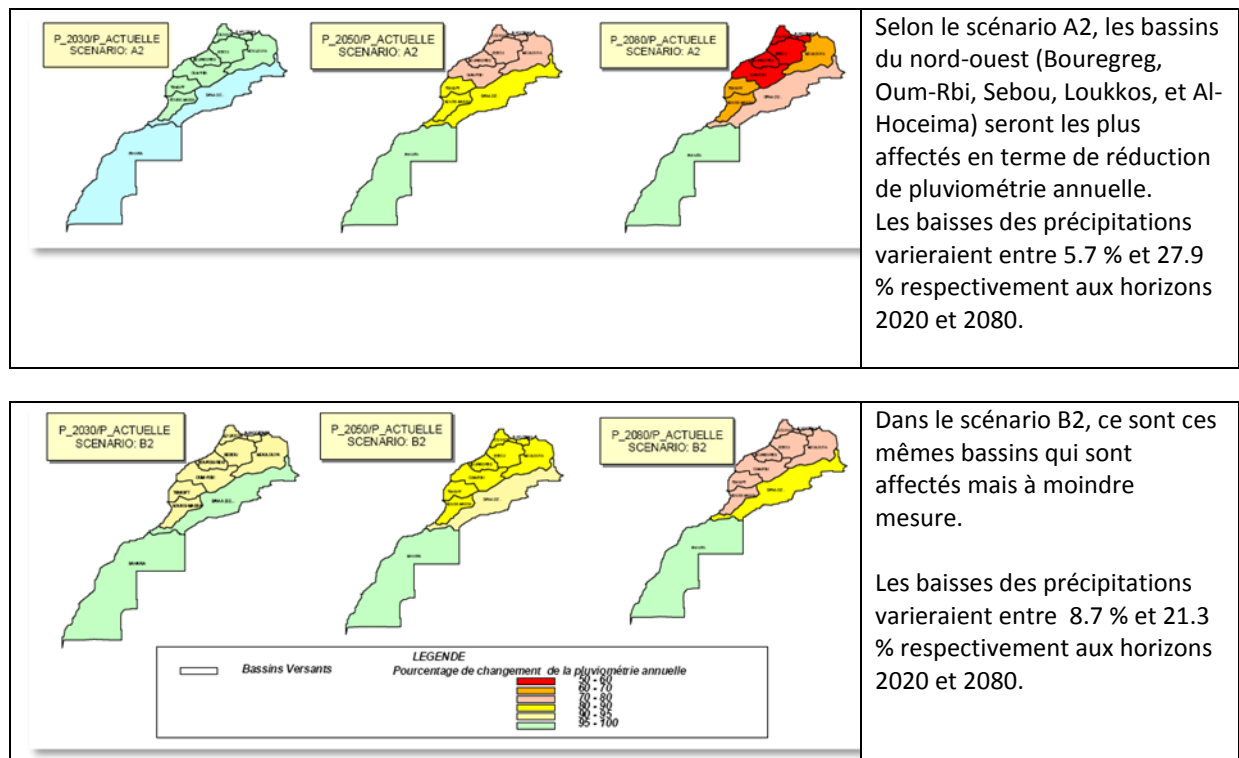 P_2030/P_ACTUELLE
SCENARIO: A2
P_2050/P_ACTUELLE
SCENARIO: A2
P_2080/P_ACTUELLE
SCENARIO: A2
Selon le scénario A2, les bassins
du nord-ouest (Bouregreg,
Oum-Rbi, Sebou, Loukkos, et Al-
Hoceima) seront les plus
affectés en terme de réduction
de pluviométrie annuelle.
Les baisses des précipitations
varieraient entre 5.7 % et 27.9
% respectivement aux horizons
2020 et 2080.
P_2030/P_ACTUELLE
SCENARIO: B2
P_2050/P_ACTUELLE
SCENARIO: B2
P_2080/P_ACTUELLE
SCENARIO: B2
SAHARA
LEGENDE
Bassins Versants
Pourcentage de changement de la pluviométrie annuelle
50 - 60
60 - 70
70 - 80
80 - 90
90 - 95
95 - 100
Dans le scénario B2, ce sont ces
mêmes bassins qui sont
affectés mais à moindre
mesure.
Les baisses des précipitations
varieraient entre 8.7 % et 21.3
% respectivement aux horizons
2020 et 2080.